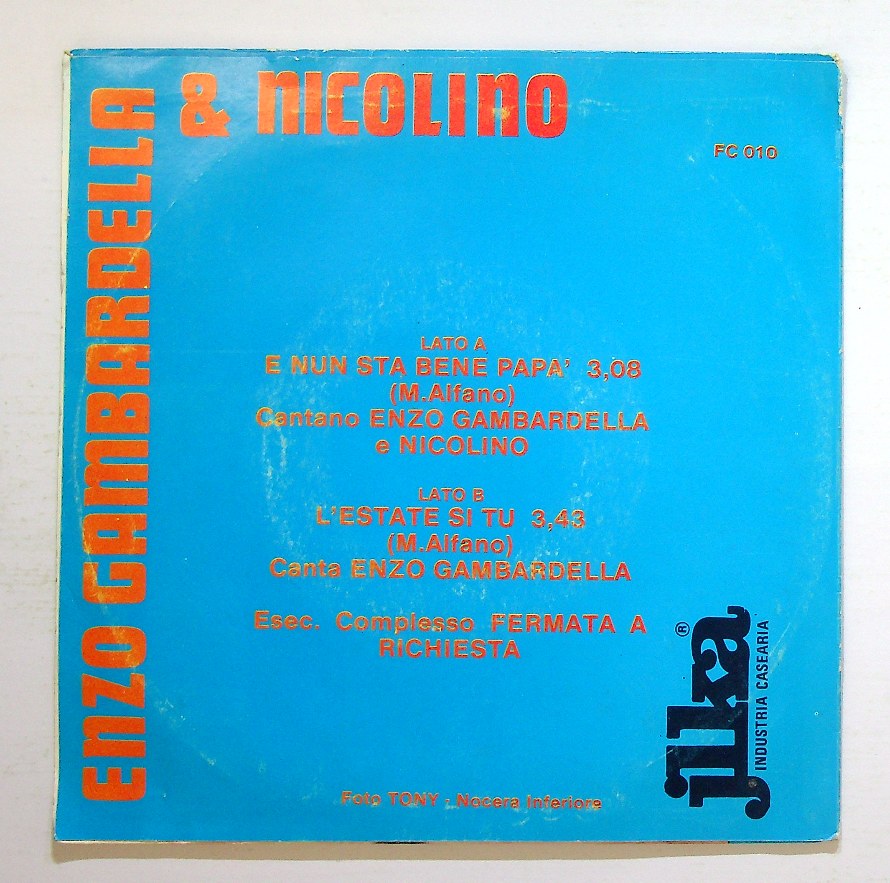 ENZO GAMBARDELLA
& NICOLINO
FC 010
LATO A
E NUN STA BENE PAPA' 3,08
(M.Alfano)
Cantano ENZO GAMBARDELLA
e NICOLINO
LATO B
L'ESTATE SI TU 3,43
(M.Alfano)
Canta ENZO GAMBARDELLA
Esec. Complesso FERMATA A
RICHIESTA
jlka ®
INDUSTRIA CASEARIA
Foto TONY - Nocera Inferiore